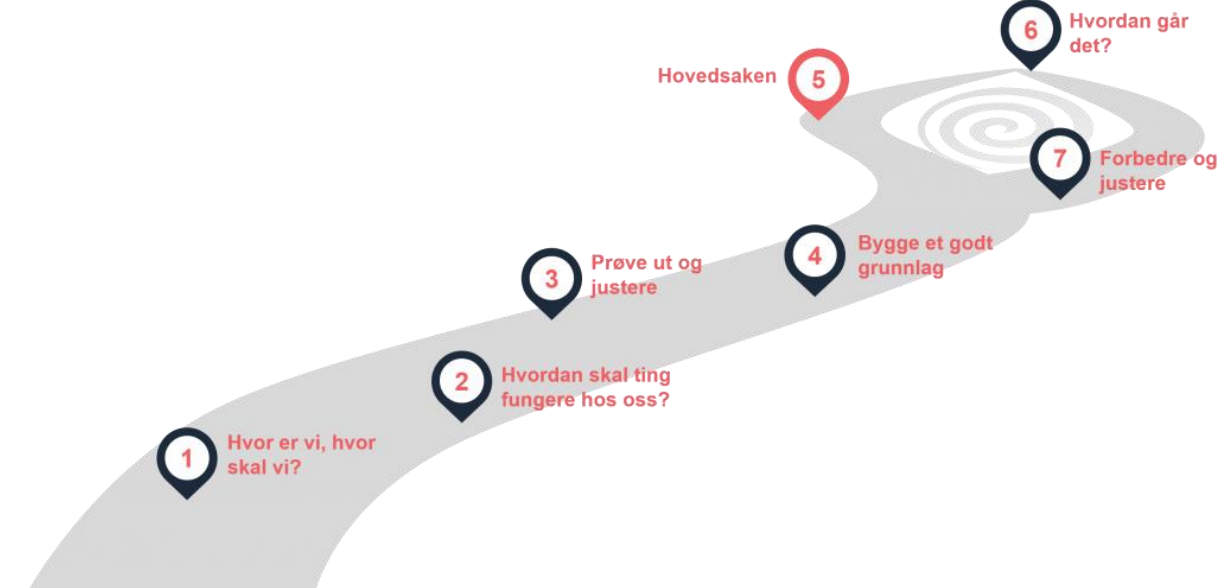 1
Hvor er vi, hvor
skal vi?
2
Hvordan skal ting
fungere hos oss?
3
Prøve ut og
justere
4
Bygge et godt
grunnlag
5
Hovedsaken
6
Hvordan går
det?
7
Forbedre og
justere